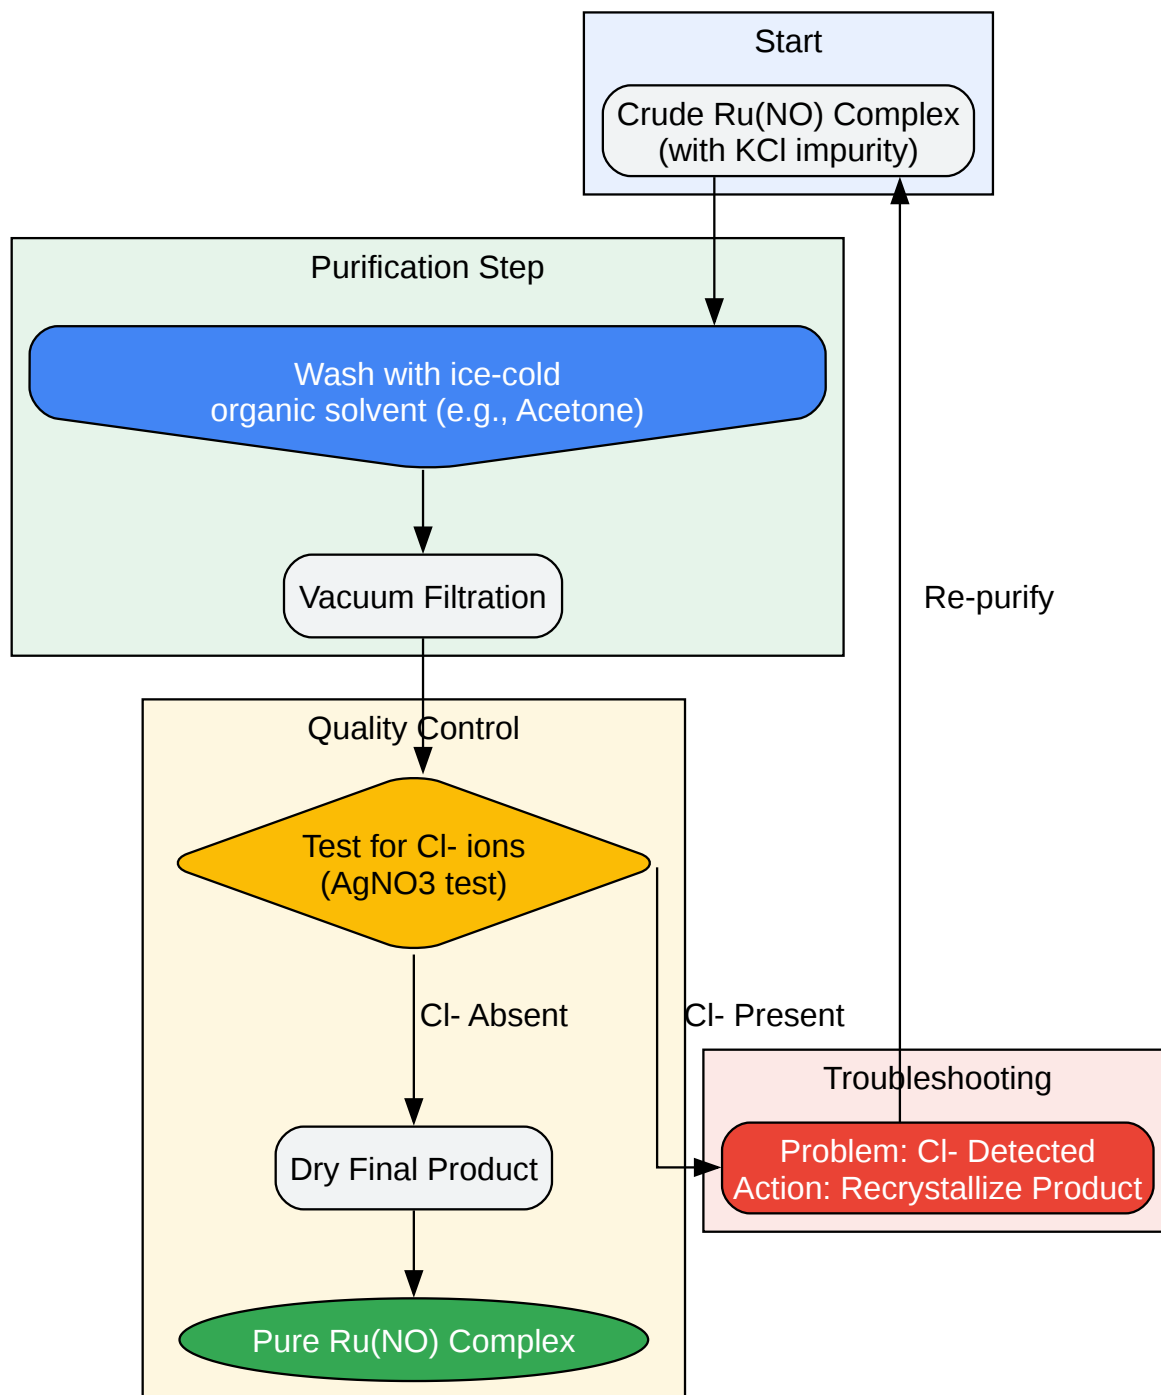 Start
Crude Ru(NO) Complex
(with KCl impurity)
Purification Step
Wash with ice-cold
organic solvent (e.g., Acetone)
Vacuum Filtration
Re-purify
Quality Control
Test for Cl- ions
(AgNO3 test)
Cl- Absent
Cl- Present
Troubleshooting
Problem: Cl- Detected
Action: Recrystallize Product
Dry Final Product
Pure Ru(NO) Complex